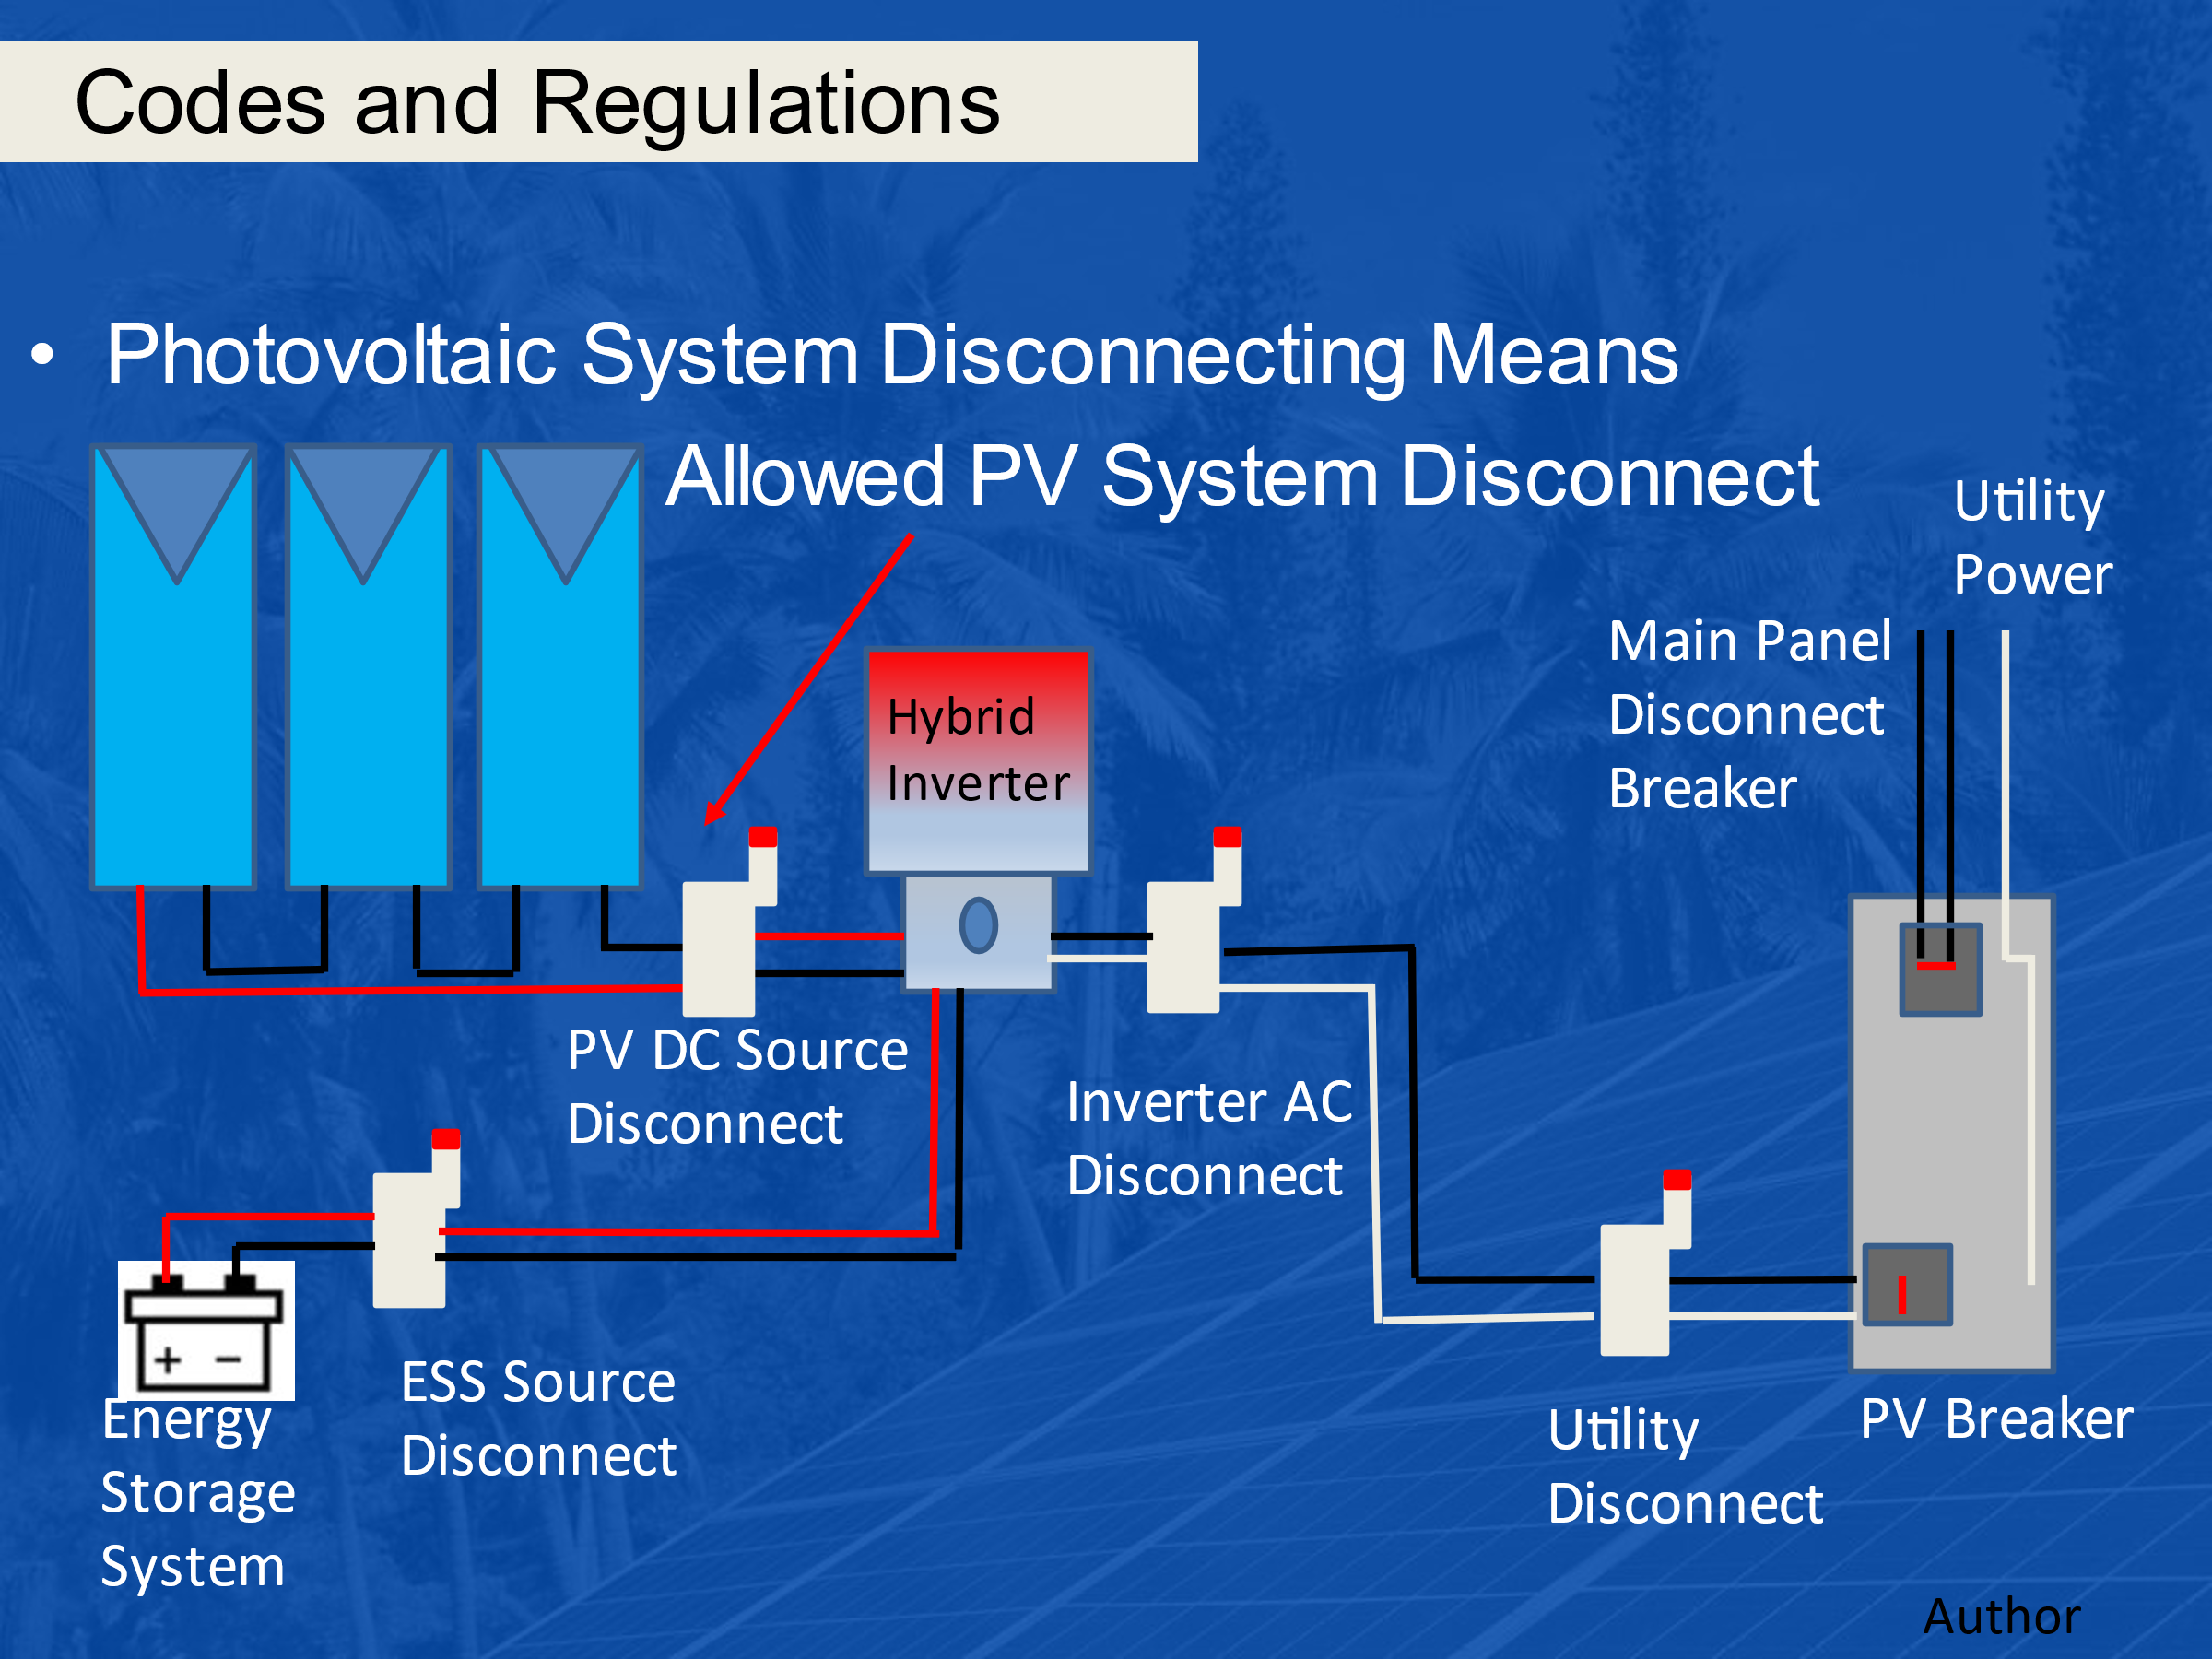 Codes and Regulations
• Photovoltaic System Disconnecting Means
Allowed PV System Disconnect
Utility
Power
Main Panel
Disconnect
Breaker
Hybrid
Inverter
PV DC Source
Disconnect
Inverter AC
Disconnect
+ −
Energy
Storage
System
ESS Source
Disconnect
Utility
Disconnect
PV Breaker
Author